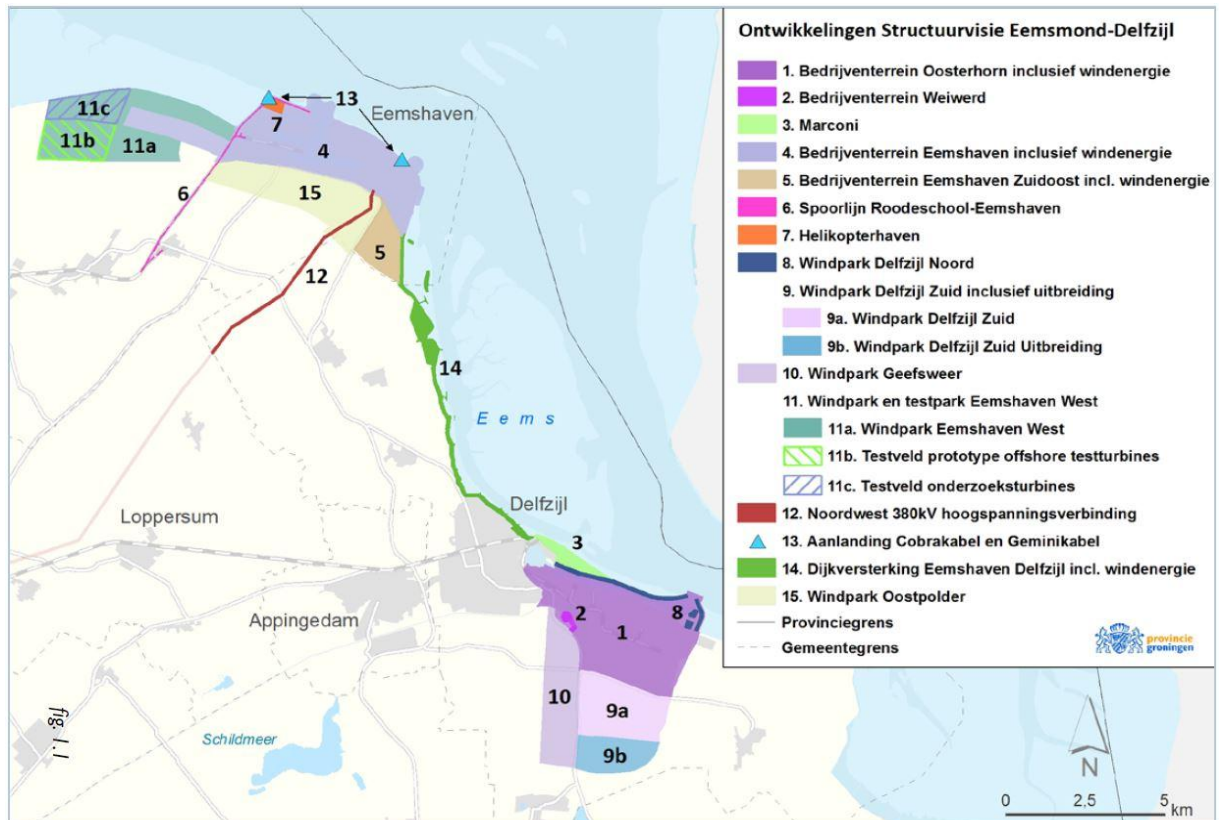 Ontwikkelingen Structuurvisie Eemsmond-Delfzijl
1. Bedrijventerrein Oosterhorn inclusief windenergie
2. Bedrijventerrein Weiwerd
3. Marconi
4. Bedrijventerrein Eemshaven inclusief windenergie
5. Bedrijventerrein Eemshaven Zuidoost incl. windenergie
6. Spoorlijn Roodeschool-Eemshaven
7. Helikopterhaven
8. Windpark Delfzijl Noord
9. Windpark Delfzijl Zuid inclusief uitbreiding
9a. Windpark Delfzijl Zuid
9b. Windpark Delfzijl Zuid Uitbreiding
10. Windpark Geefsweer
11. Windpark en testpark Eemshaven West
11a. Windpark Eemshaven West
11b. Testveld prototype offshore testturbines
11c. Testveld onderzoeksturbines
12. Noordwest 380kV hoogspanningsverbinding
13. Aanlanding Cobrakabel en Geminikabel
14. Dijkversterking Eemshaven Delfzijl incl. windenergie
15. Windpark Oostpolder
Provinciegrens
Gemeentegrens
provincie
groningen
11c
13
Eemshaven
7
11b
11a
4
6
15
5
12
14
Eems
Delfzijl
Loppersum
3
2
8
1
Appingedam
10
9a
9b
Schildmeer
fig. 1.1
N
0 2,5 5
km